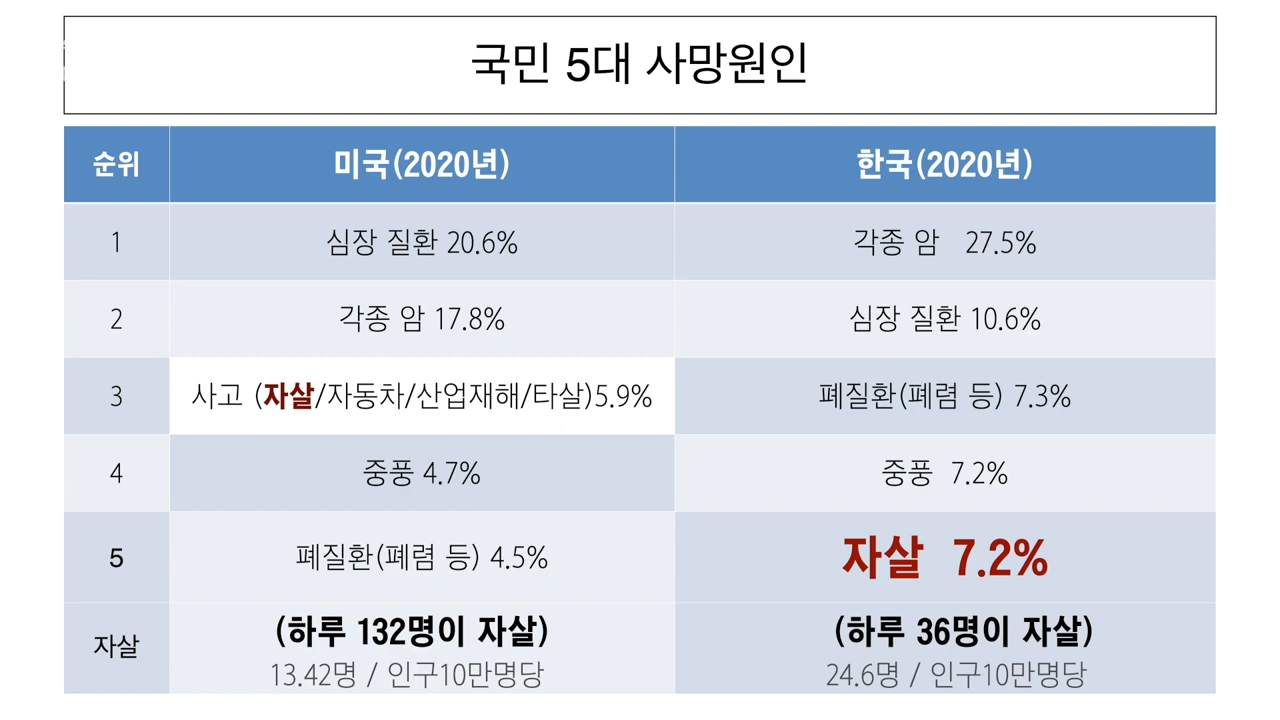 국민 5대 사망원인
순위 미국(2020년) 한국(2020년)
1 심장 질환 20.6% 각종 암 27.5%
2 각종 암 17.8% 심장 질환 10.6%
3 사고 (자살/자동차/산업재해/타살)5.9% 폐질환(폐렴 등) 7.3%
4 중풍 4.7% 중풍 7.2%
5 폐질환(폐렴 등) 4.5% 자살 7.2%
자살 (하루 132명이 자살) (하루 36명이 자살)
13.42명 / 인구10만명당 24.6명 / 인구10만명당